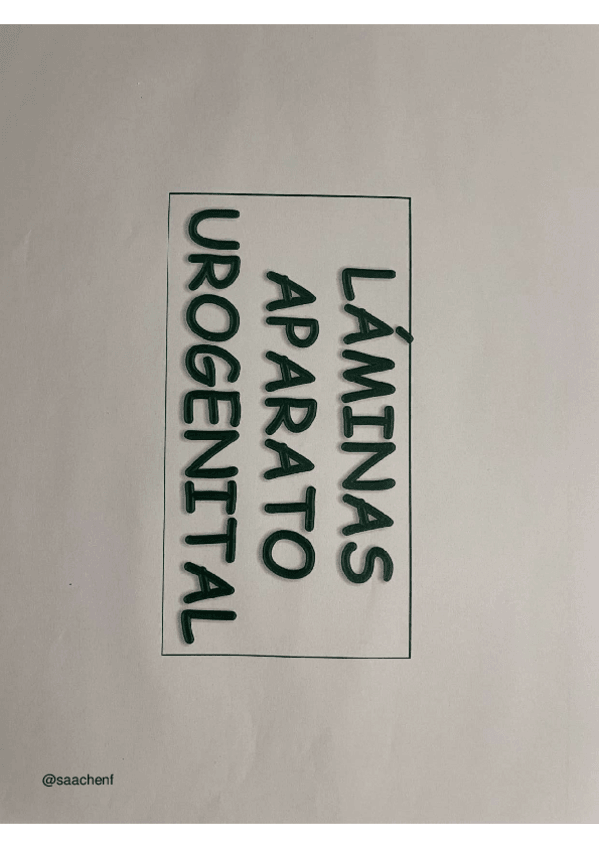 LÁMINAS
APARATO
UROGENITAL
@saachenf